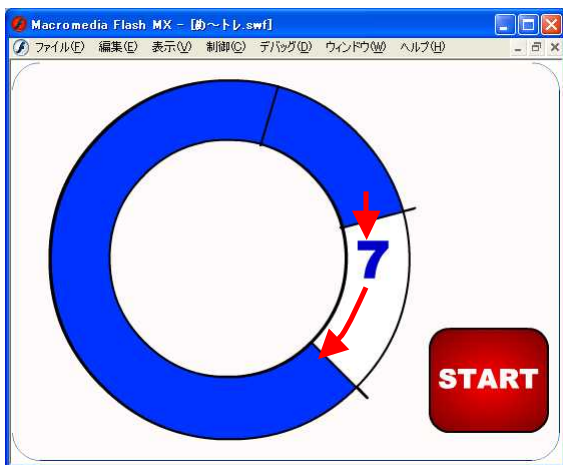 Macromedia Flash MX - [め～トレ.swf]
ファイル(F) 編集(E) 表示(V) 制御(C) デバッグ(D) ウィンドウ(W) ヘルプ(H)
7
START